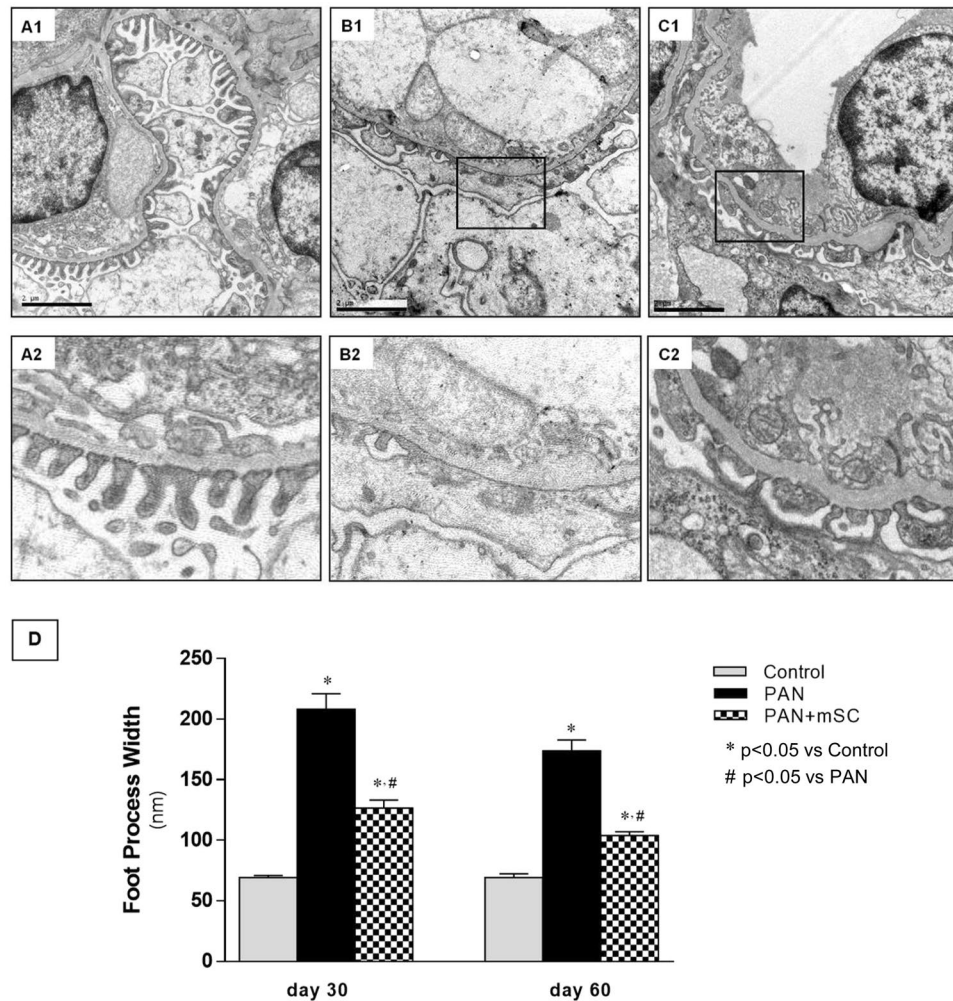 A1
B1
C1
2 μm
2 μm
A2
B2
C2
D
Foot Process Width
(nm)
250
200
150
100
50
0
*
*,#
*
*,#
day 30
day 60
Control
PAN
PAN+mSC
* p<0.05 vs Control
# p<0.05 vs PAN